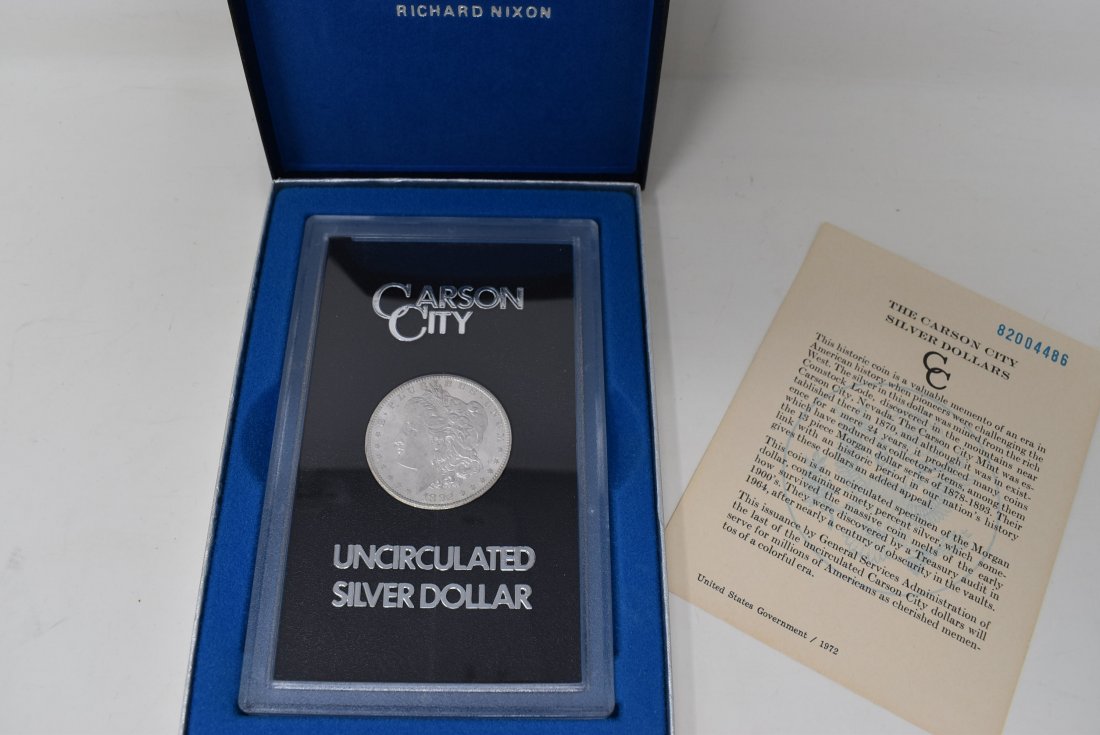 RICHARD NIXON
CARSON
CITY
UNCIRCULATED
SILVER DOLLAR
82004486
THE CARSON CITY
SILVER DOLLARS
CC
This historic coin is a valuable memento of an era in
American history when pioneers were challenging the
West. The silver in this dollar was mined from the rich
Comstock Lode, discovered in the mountains near
Carson City, Nevada. The Carson City Mint was es-
tablished there in 1870 and although it was in exist-
ence for a mere 24 years, it produced many coins
which have endured as collectors' items, among them
the 13 piece Morgan dollar series of 1878-1893. Their
link with an historic period in our nation's history
gives these dollars an added appeal.
This coin is an uncirculated specimen of the Morgan
dollar, containing ninety percent silver, which some-
how survived the massive coin melts of the early
1900's. They were discovered by a Treasury audit in
1964, after nearly a century of obscurity in the vaults.
This issuance by General Services Administration of
the last of the uncirculated Carson City dollars will
serve for millions of Americans as cherished memen-
tos of a colorful era.
United States Government / 1972